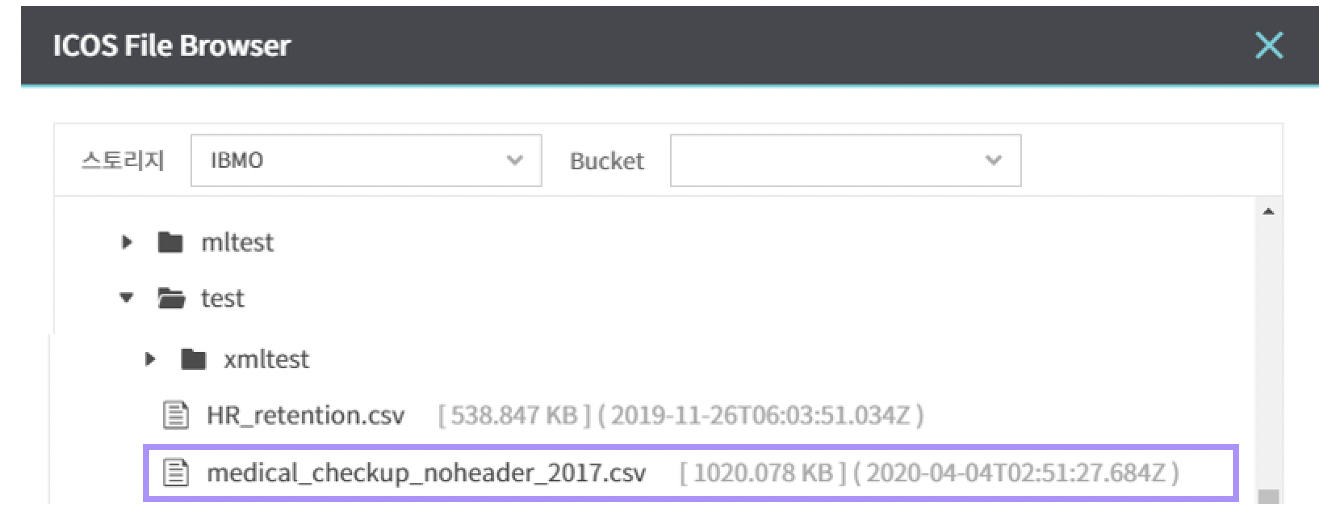 ICOS File Browser
스토리지 IBMO Bucket
mltest
test
xmltest
HR_retention.csv [ 538.847 KB ] ( 2019-11-26T06:03:51.034Z )
medical_checkup_noheader_2017.csv [ 1020.078 KB ] ( 2020-04-04T02:51:27.684Z )